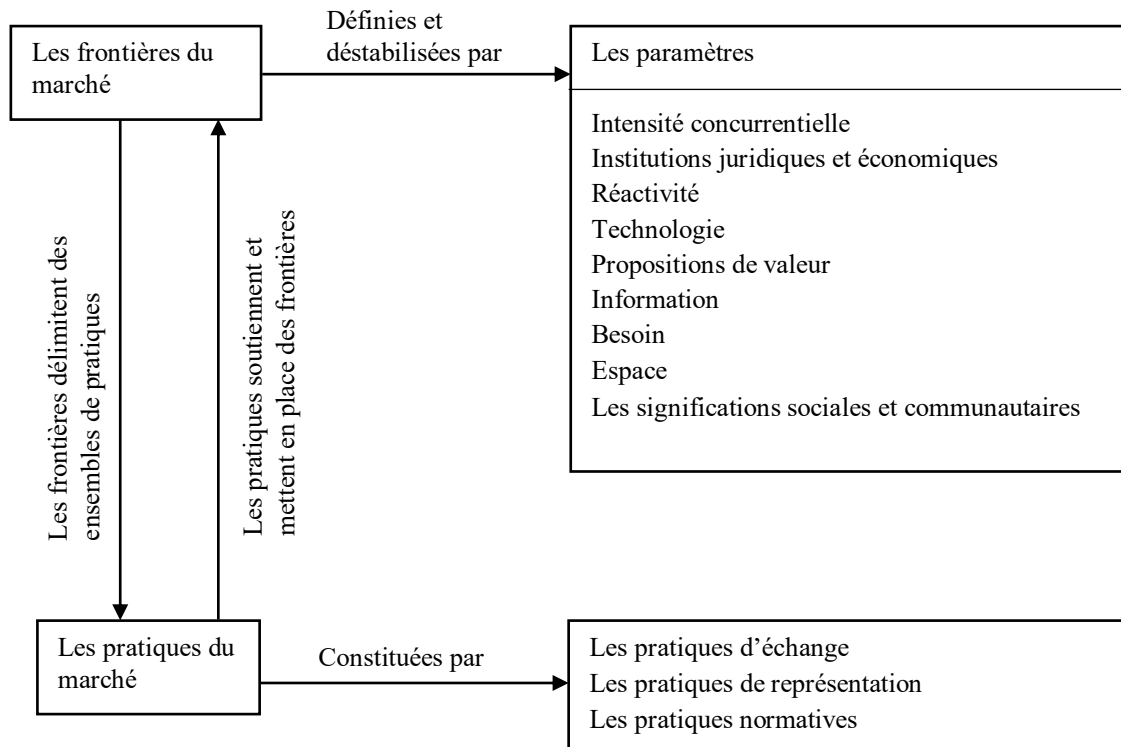 Les frontières du
marché
Définies et
déstabilisées par
Les paramètres
Intensité concurrentielle
Institutions juridiques et économiques
Réactivité
Technologie
Propositions de valeur
Information
Besoin
Espace
Les significations sociales et communautaires
Les frontières délimitent des
ensembles de pratiques
Les pratiques soutiennent et
mettent en place des frontières
Les pratiques du
marché
Constituées par
Les pratiques d’échange
Les pratiques de représentation
Les pratiques normatives